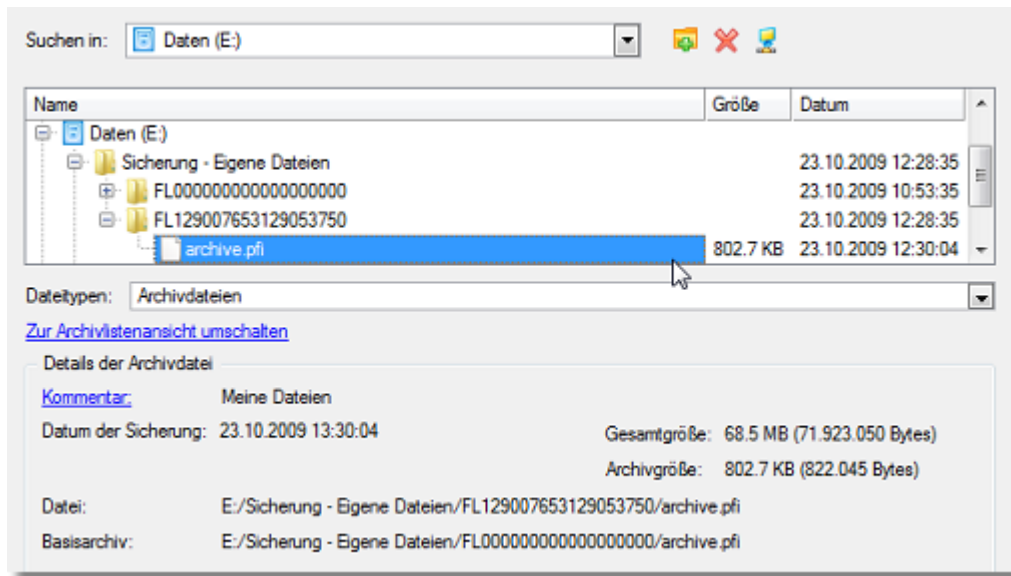 Suchen in: Daten (E:)
Name Größe Datum
Daten (E:)
Sicherung - Eigene Dateien 23.10.2009 12:28:35
FL000000000000000000 23.10.2009 10:53:35
FL129007653129053750 23.10.2009 12:28:35
archive.pfi 802.7 KB 23.10.2009 12:30:04
Dateitypen: Archivdateien
Zur Archivlistenansicht umschalten
Details der Archivdatei
Kommentar: Meine Dateien
Datum der Sicherung: 23.10.2009 13:30:04
Gesamtgröße: 68.5 MB (71.923.050 Bytes)
Archivgröße: 802.7 KB (822.045 Bytes)
Datei: E:/Sicherung - Eigene Dateien/FL129007653129053750/archive.pfi
Basisarchiv: E:/Sicherung - Eigene Dateien/FL000000000000000000/archive.pfi